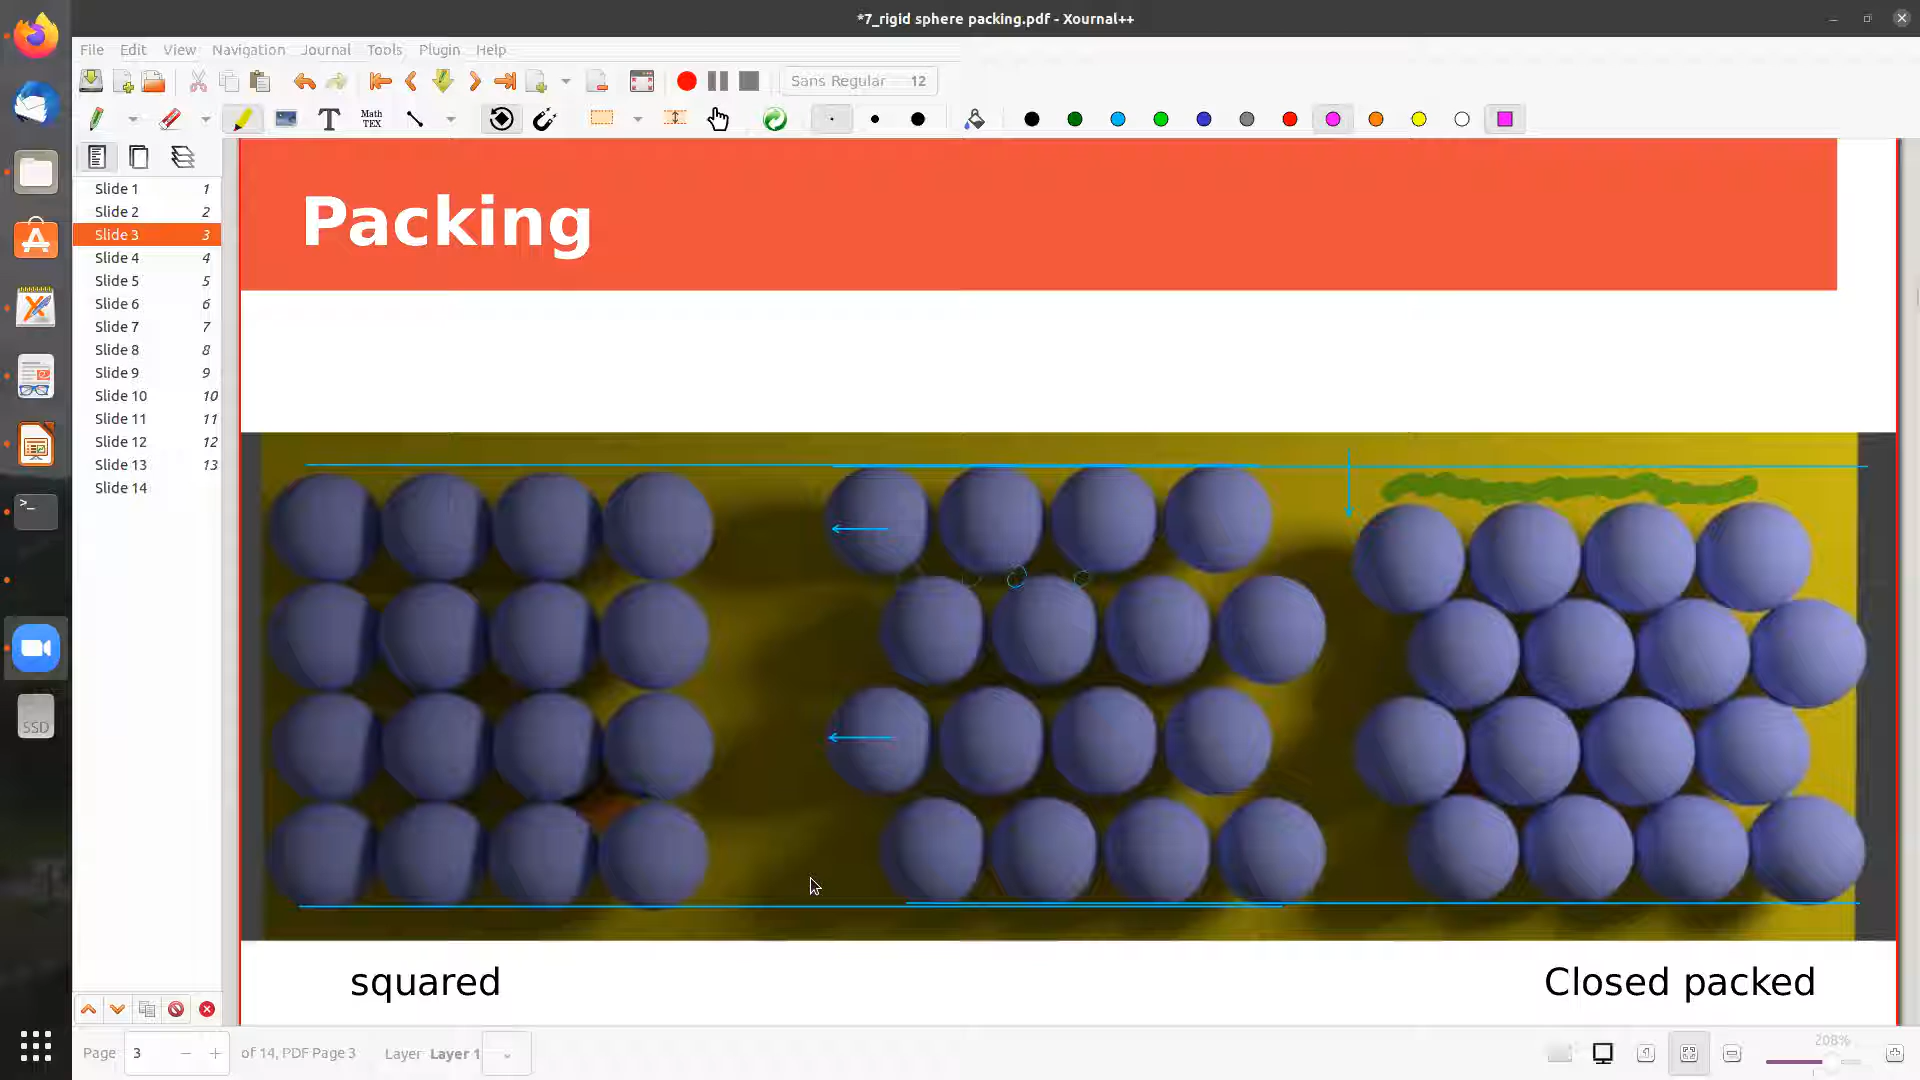 *7_rigid sphere packing.pdf - Xournal++
File Edit View Navigation Journal Tools Plugin Help
Sans Regular 12
T Math TEX
Slide 1 1
Slide 2 2
Slide 3 3
Slide 4 4
Slide 5 5
Slide 6 6
Slide 7 7
Slide 8 8
Slide 9 9
Slide 10 10
Slide 11 11
Slide 12 12
Slide 13 13
Slide 14
Packing
squared
Closed packed
SSD
Page 3 of 14, PDF Page 3 Layer Layer 1
208%